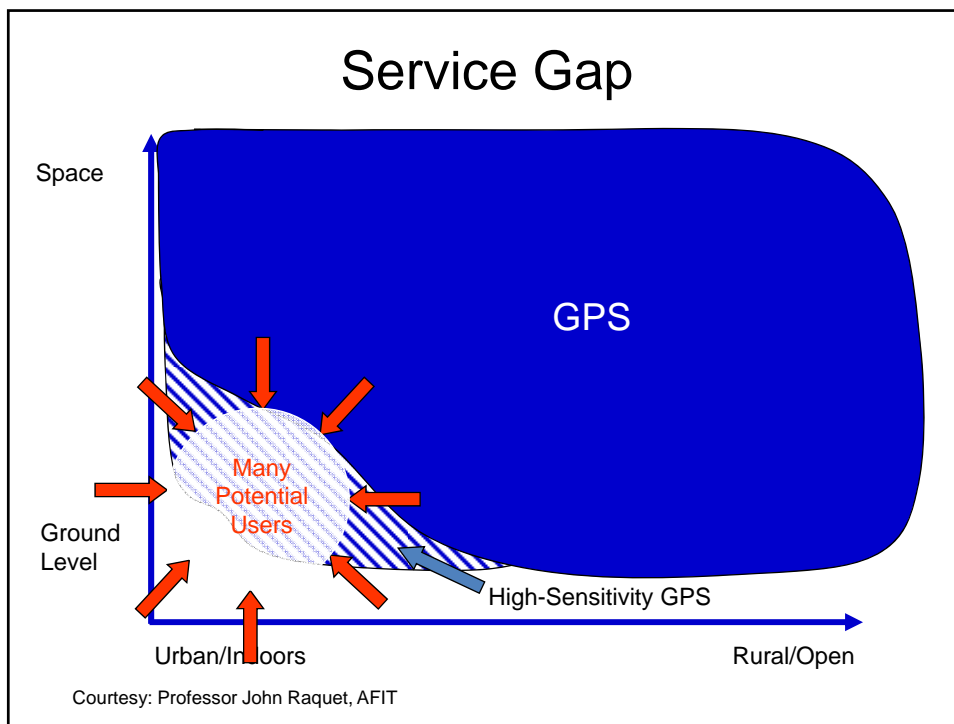 Service Gap
Space
GPS
Many
Potential
Users
Ground
Level
High-Sensitivity GPS
Urban/Indoors
Rural/Open
Courtesy: Professor John Raquet, AFIT